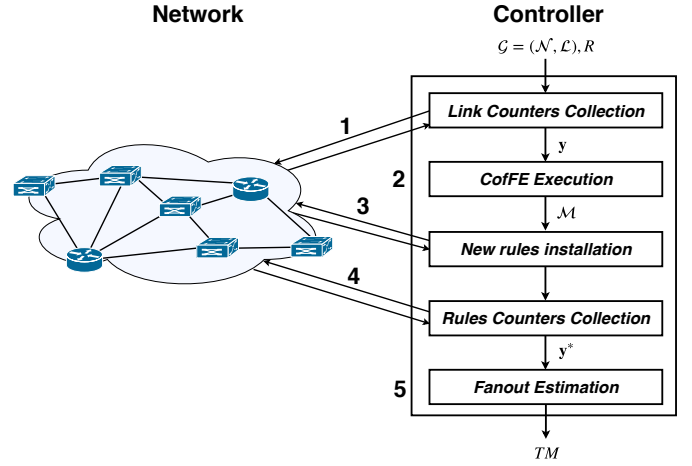 Network
Controller
𝒢 = (𝒩, ℒ), R
1
Link Counters Collection
y
2
CofFE Execution
ℳ
3
New rules installation
4
Rules Counters Collection
y*
5
Fanout Estimation
TM